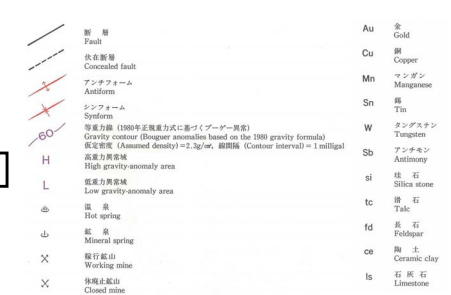 断 層
Fault
伏在断層
Concealed fault
アンチフォーム
Antiform
シンフォーム
Synform
60
等重力線 (1980年正規重力式に基づくブーゲー異常)
Gravity contour (Bouguer anomalies based on the 1980 gravity formula)
仮定密度 (Assumed density)=2.3g/㎤, 線間隔 (Contour interval)= 1 milligal
H
高重力異常域
High gravity-anomaly area
L
低重力異常域
Low gravity-anomaly area
温 泉
Hot spring
鉱 泉
Mineral spring
稼行鉱山
Working mine
休廃止鉱山
Closed mine
Au 金
Gold
Cu 銅
Copper
Mn マンガン
Manganese
Sn 錫
Tin
W タングステン
Tungsten
Sb アンチモン
Antimony
si 珪 石
Silica stone
tc 滑 石
Talc
fd 長 石
Feldspar
ce 陶 土
Ceramic clay
ls 石 灰 石
Limestone